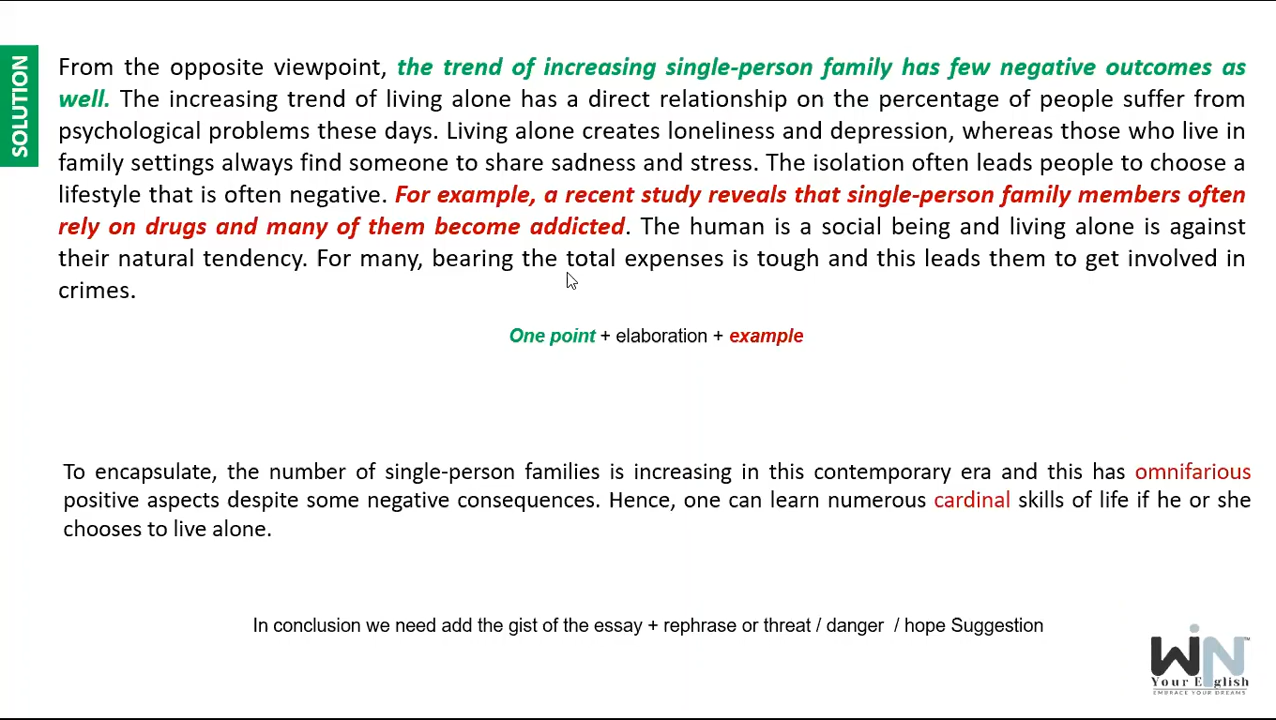 SOLUTION
From the opposite viewpoint, the trend of increasing single-person family has few negative outcomes as
well. The increasing trend of living alone has a direct relationship on the percentage of people suffer from
psychological problems these days. Living alone creates loneliness and depression, whereas those who live in
family settings always find someone to share sadness and stress. The isolation often leads people to choose a
lifestyle that is often negative. For example, a recent study reveals that single-person family members often
rely on drugs and many of them become addicted. The human is a social being and living alone is against
their natural tendency. For many, bearing the total expenses is tough and this leads them to get involved in
crimes.
One point + elaboration + example
To encapsulate, the number of single-person families is increasing in this contemporary era and this has omnifarious
positive aspects despite some negative consequences. Hence, one can learn numerous cardinal skills of life if he or she
chooses to live alone.
In conclusion we need add the gist of the essay + rephrase or threat / danger / hope Suggestion
WiN
Your English
EMBRACE YOUR DREAMS